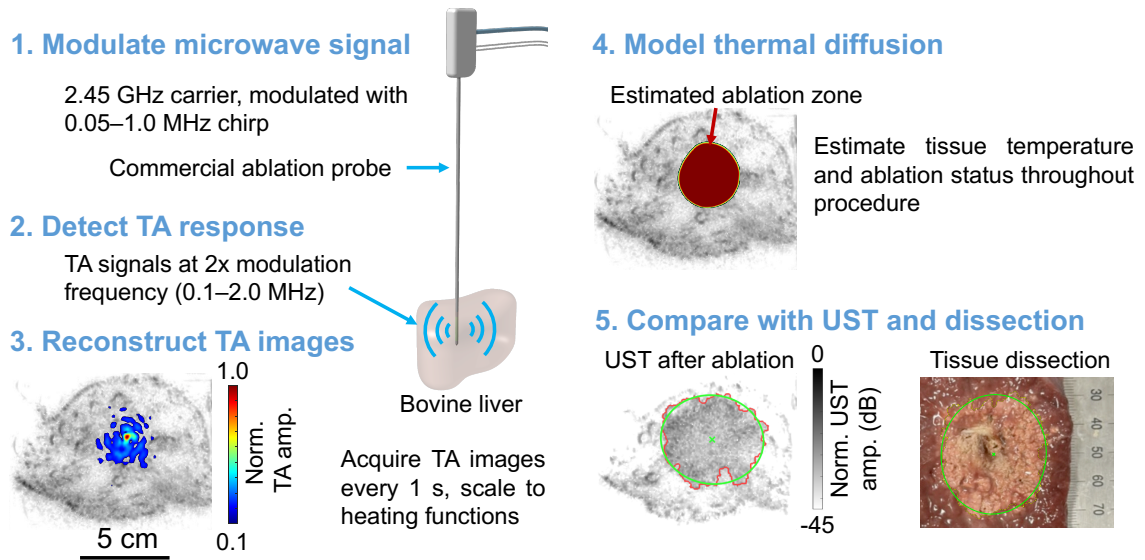 1. Modulate microwave signal
2.45 GHz carrier, modulated with
0.05–1.0 MHz chirp
Commercial ablation probe
2. Detect TA response
TA signals at 2x modulation
frequency (0.1–2.0 MHz)
3. Reconstruct TA images
1.0
Norm.
TA amp.
0.1
5 cm
Bovine liver
Acquire TA images
every 1 s, scale to
heating functions
4. Model thermal diffusion
Estimated ablation zone
Estimate tissue temperature
and ablation status throughout
procedure
5. Compare with UST and dissection
UST after ablation
0
Norm. UST
amp. (dB)
-45
Tissue dissection
30
40
50
60
70